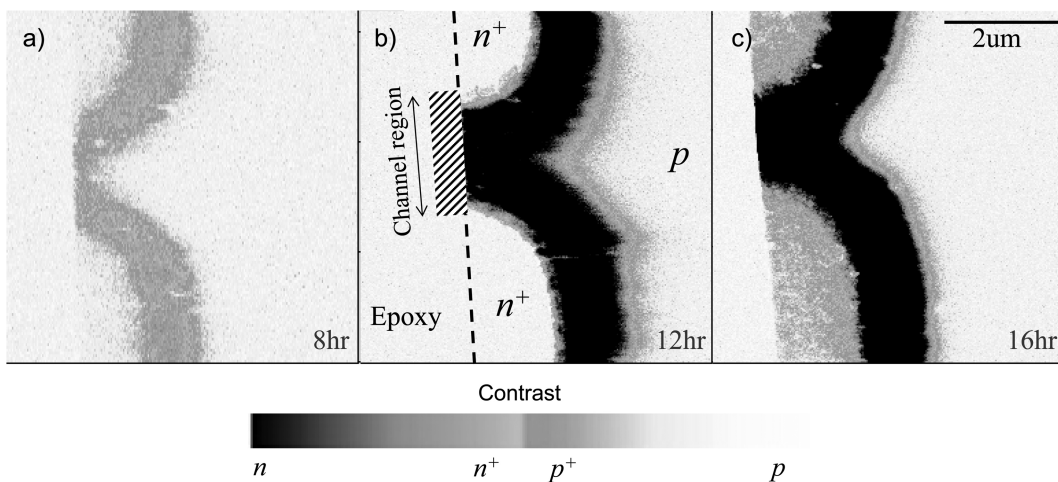 a)
8hr
b)
n⁺
Channel region
p
Epoxy
n⁺
12hr
c)
2um
16hr
Contrast
n n⁺ p⁺ p